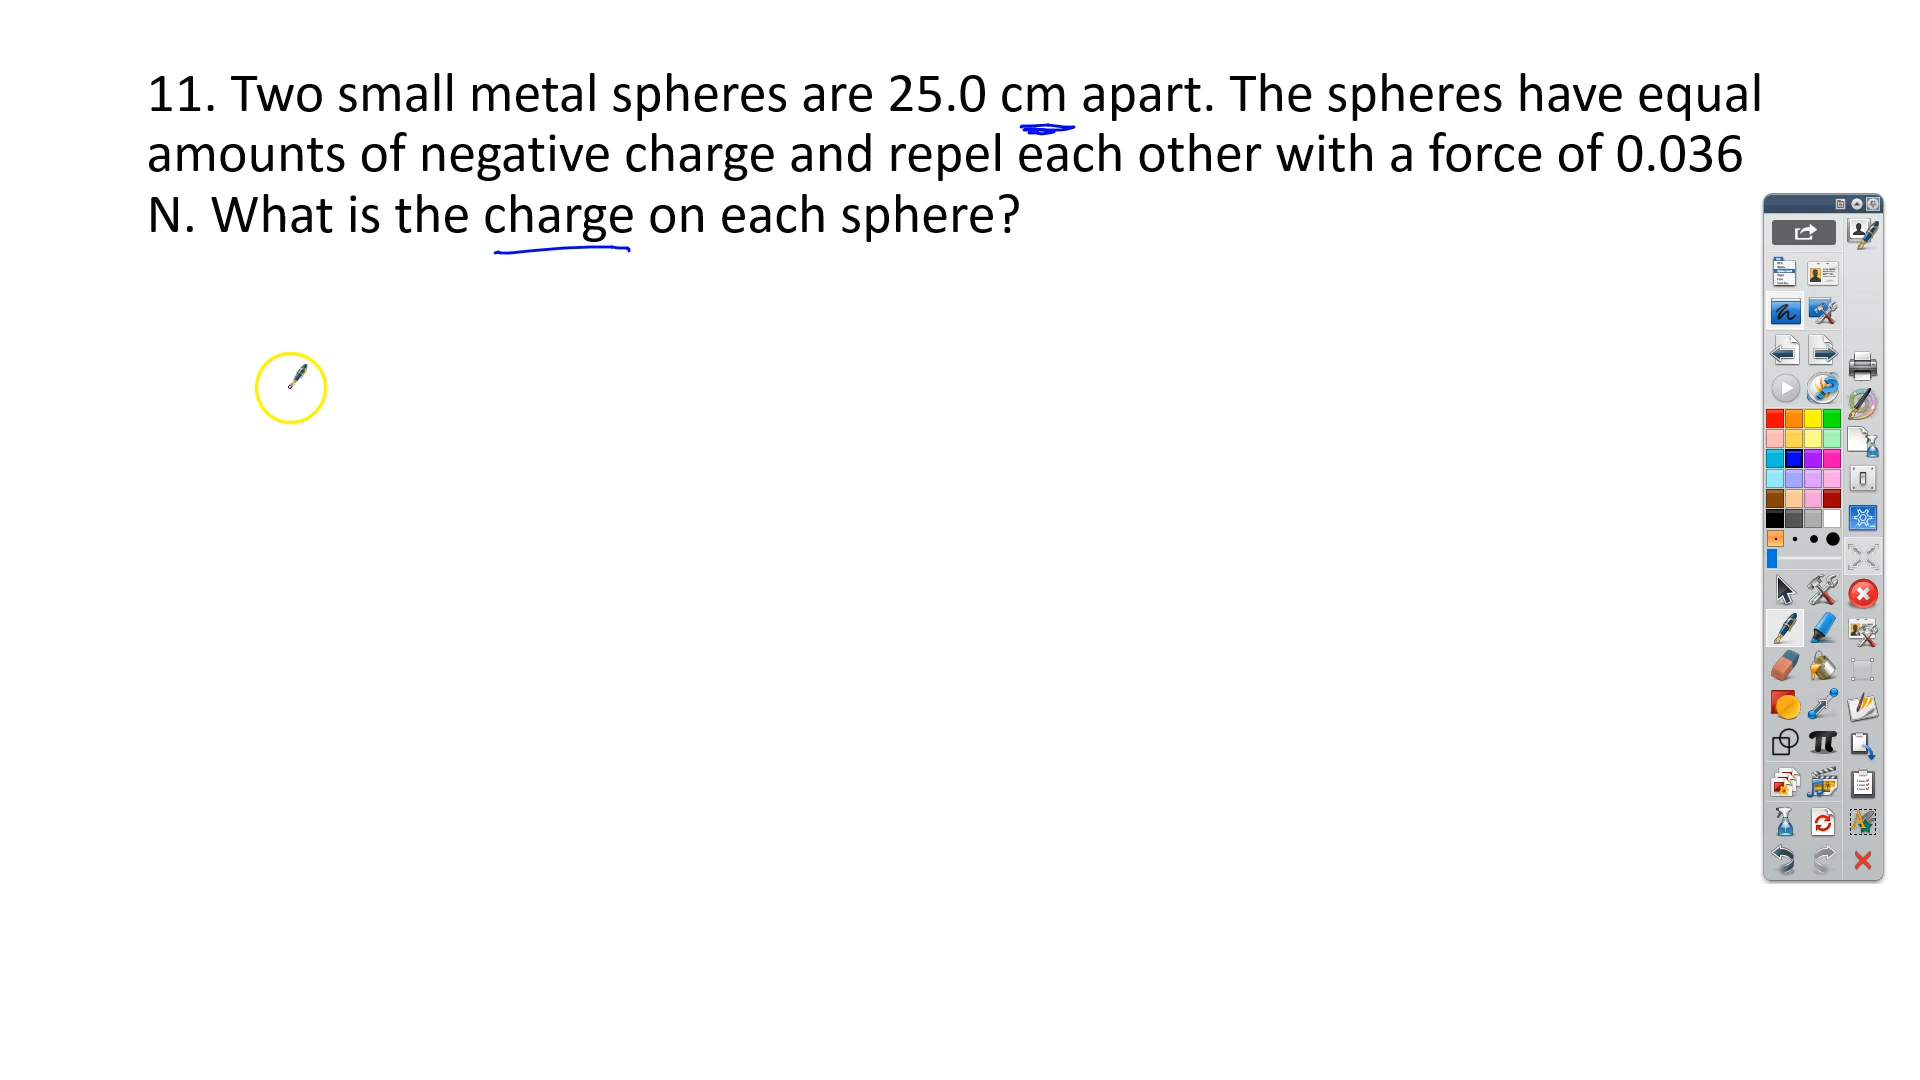 11. Two small metal spheres are 25.0 cm apart. The spheres have equal
amounts of negative charge and repel each other with a force of 0.036
N. What is the charge on each sphere?